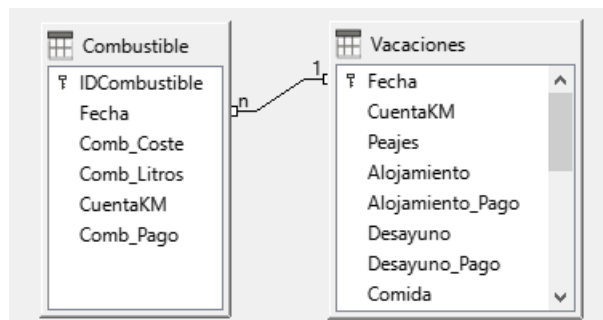 Combustible
IDCombustible
Fecha
Comb_Coste
Comb_Litros
CuentaKM
Comb_Pago
n
1
Vacaciones
Fecha
CuentaKM
Peajes
Alojamiento
Alojamiento_Pago
Desayuno
Desayuno_Pago
Comida